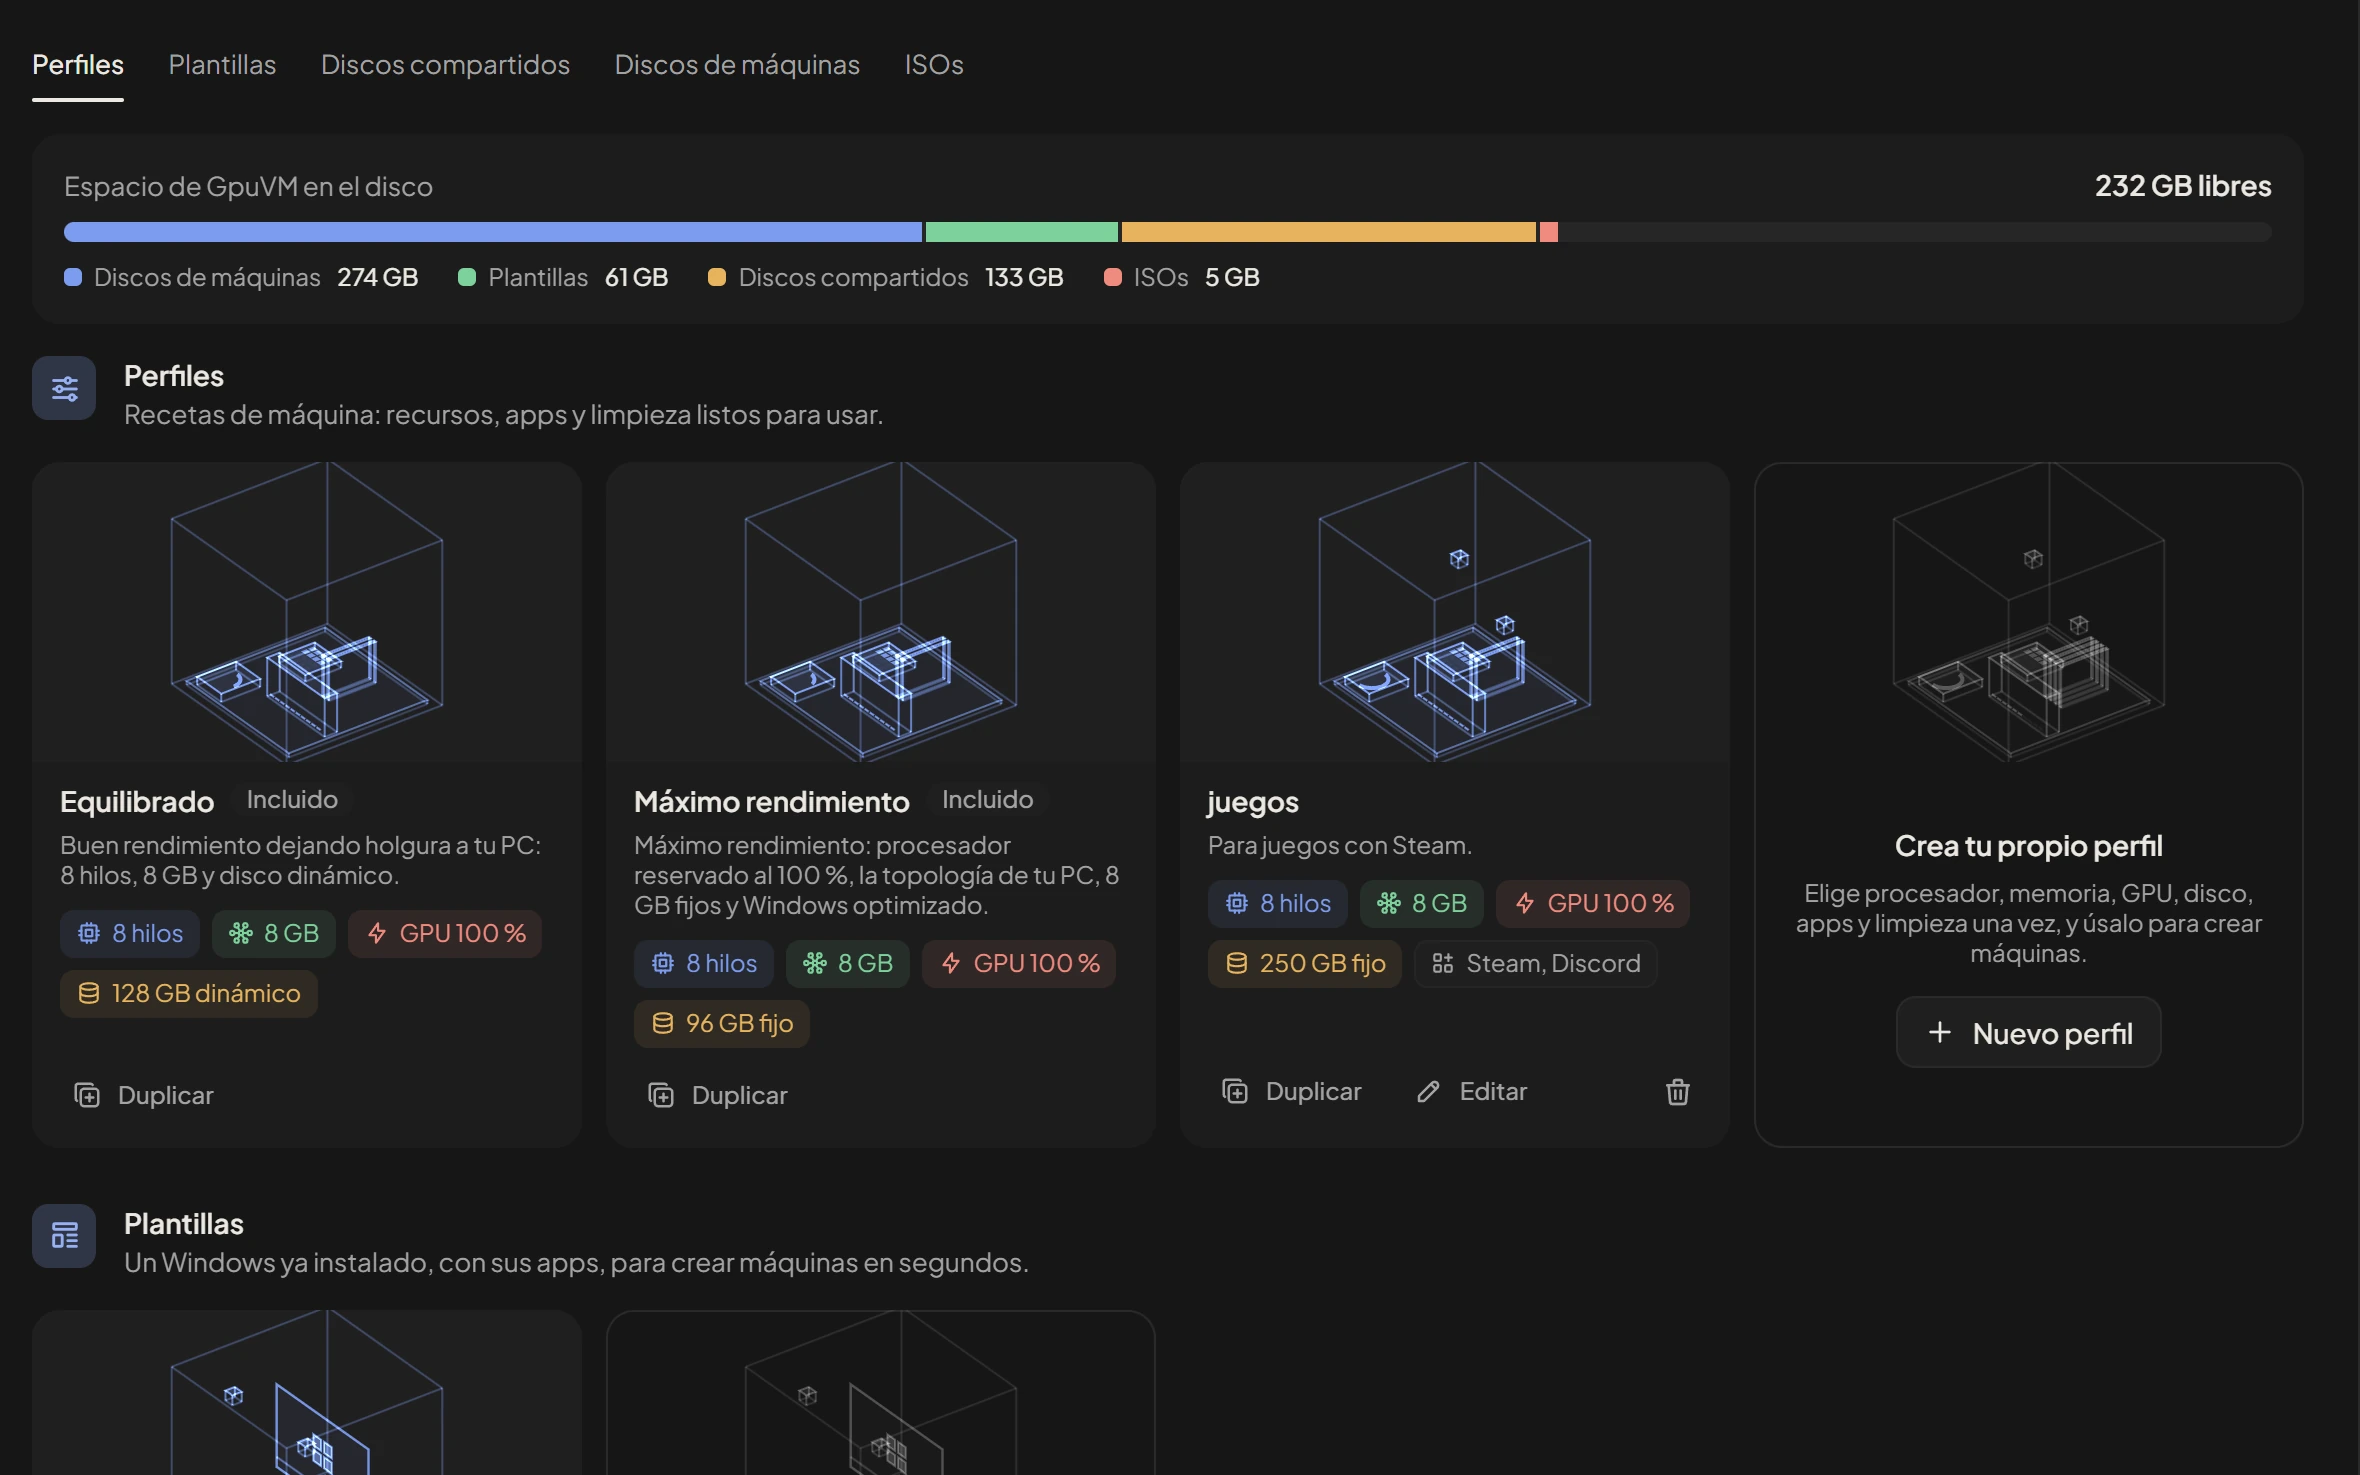 Perfiles Plantillas Discos compartidos Discos de máquinas ISOs
Espacio de GpuVM en el disco 232 GB libres
Discos de máquinas 274 GB Plantillas 61 GB Discos compartidos 133 GB ISOs 5 GB
Perfiles
Recetas de máquina: recursos, apps y limpieza listos para usar.
Equilibrado Incluido
Buen rendimiento dejando holgura a tu PC:
8 hilos, 8 GB y disco dinámico.
8 hilos 8 GB GPU 100 %
128 GB dinámico
Duplicar
Máximo rendimiento Incluido
Máximo rendimiento: procesador
reservado al 100 %, la topología de tu PC, 8
GB fijos y Windows optimizado.
8 hilos 8 GB GPU 100 %
96 GB fijo
Duplicar
juegos
Para juegos con Steam.
8 hilos 8 GB GPU 100 %
250 GB fijo Steam, Discord
Duplicar Editar
Crea tu propio perfil
Elige procesador, memoria, GPU, disco,
apps y limpieza una vez, y úsalo para crear
máquinas.
Nuevo perfil
Plantillas
Un Windows ya instalado, con sus apps, para crear máquinas en segundos.